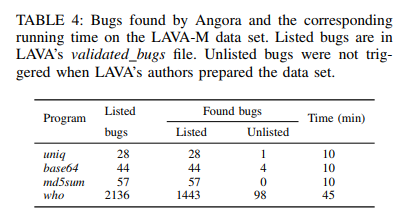 TABLE 4: Bugs found by Angora and the corresponding
running time on the LAVA-M data set. Listed bugs are in
LAVA's validated_bugs file. Unlisted bugs were not trig-
gered when LAVA's authors prepared the data set.
Program Listed bugs Found bugs Time (min)
Listed Unlisted
uniq 28 28 1 10
base64 44 44 4 10
md5sum 57 57 0 10
who 2136 1443 98 45